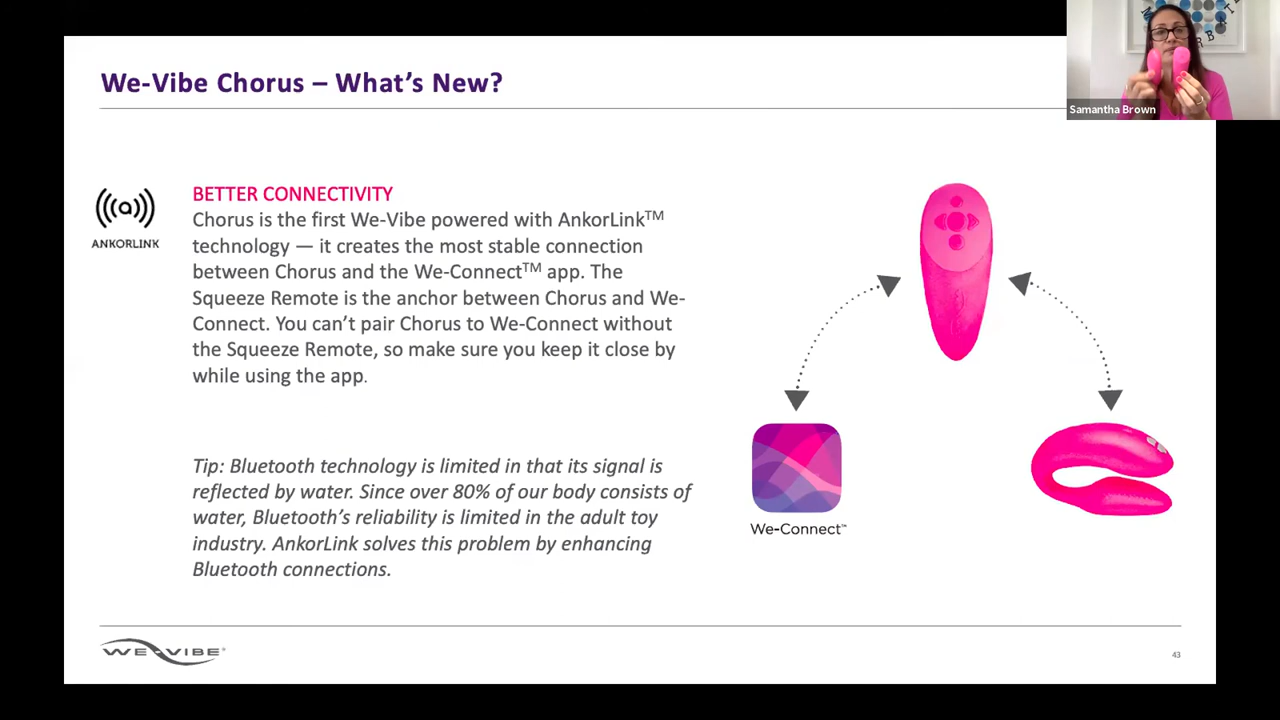 We-Vibe Chorus – What's New?
Samantha Brown
ANKORLINK
BETTER CONNECTIVITY
Chorus is the first We-Vibe powered with AnkorLink™
technology — it creates the most stable connection
between Chorus and the We-Connect™ app. The
Squeeze Remote is the anchor between Chorus and We-
Connect. You can't pair Chorus to We-Connect without
the Squeeze Remote, so make sure you keep it close by
while using the app.
Tip: Bluetooth technology is limited in that its signal is
reflected by water. Since over 80% of our body consists of
water, Bluetooth's reliability is limited in the adult toy
industry. AnkorLink solves this problem by enhancing
Bluetooth connections.
We-Connect™
WE-VIBE®
43